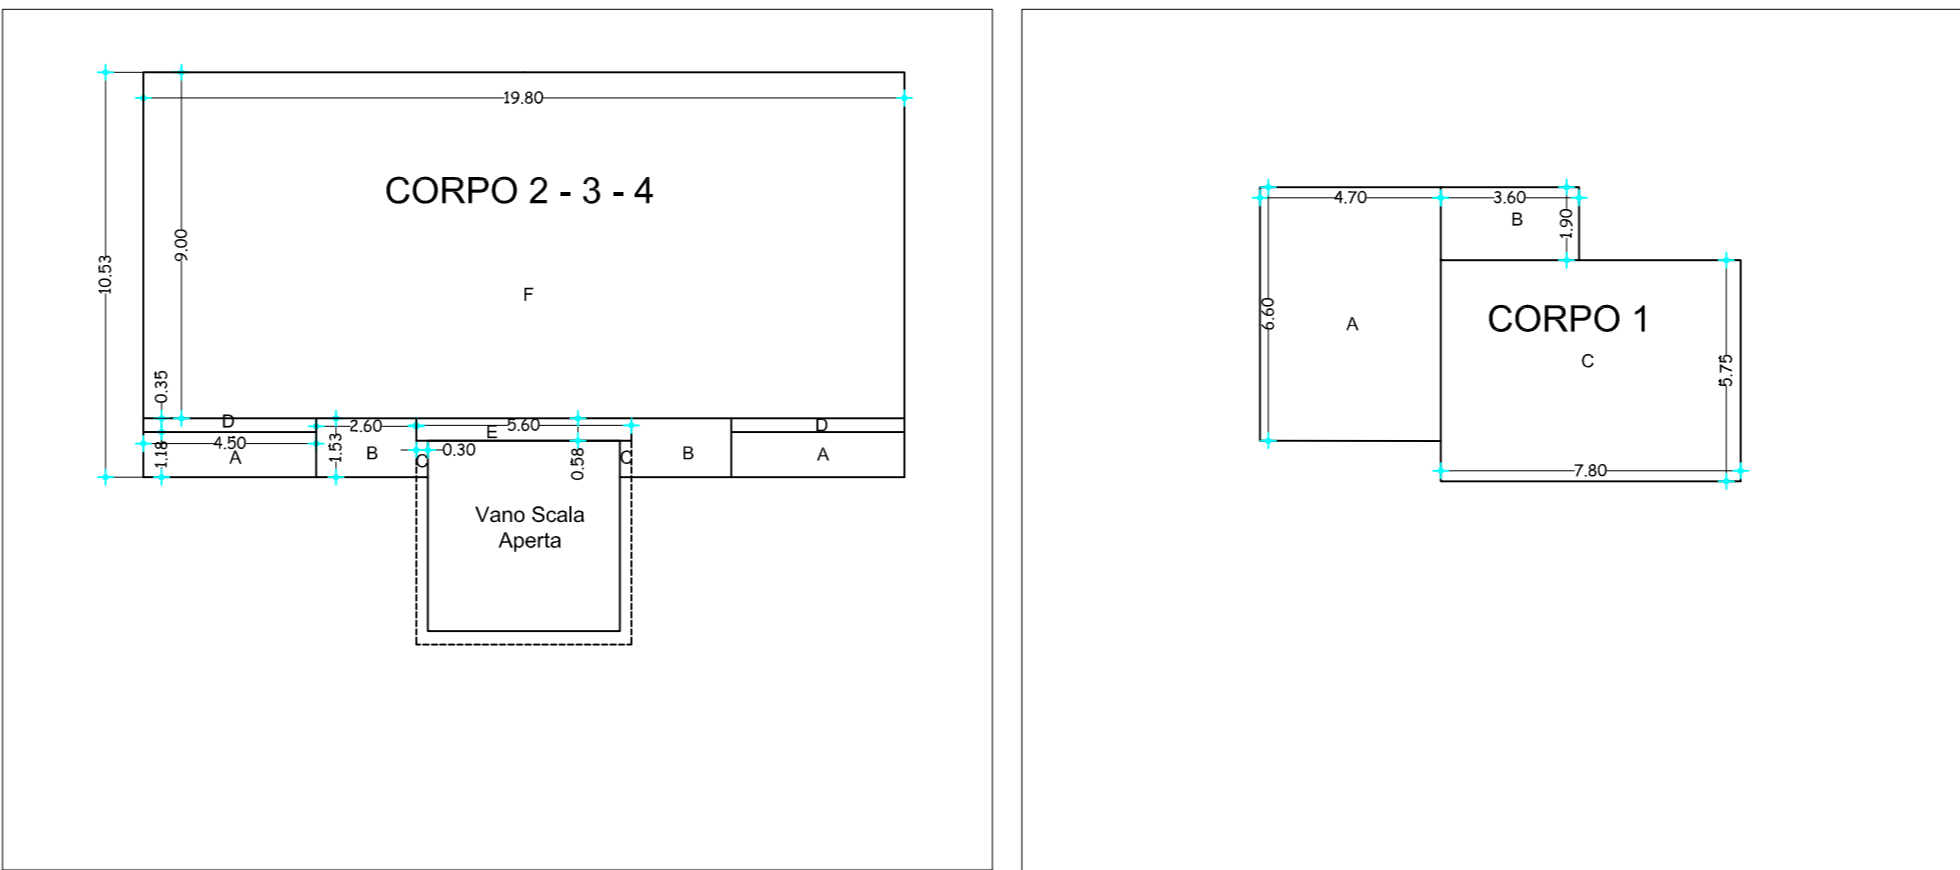 19.80
CORPO 2 - 3 - 4
9.00
10.53
F
0.35
D
2.60
5.60
D
E
4.50
1.18
A
1.53
B
C
0.30
0.58
C
B
A
Vano Scala
Aperta
4.70
3.60
1.90
B
6.60
A
CORPO 1
C
5.75
7.80